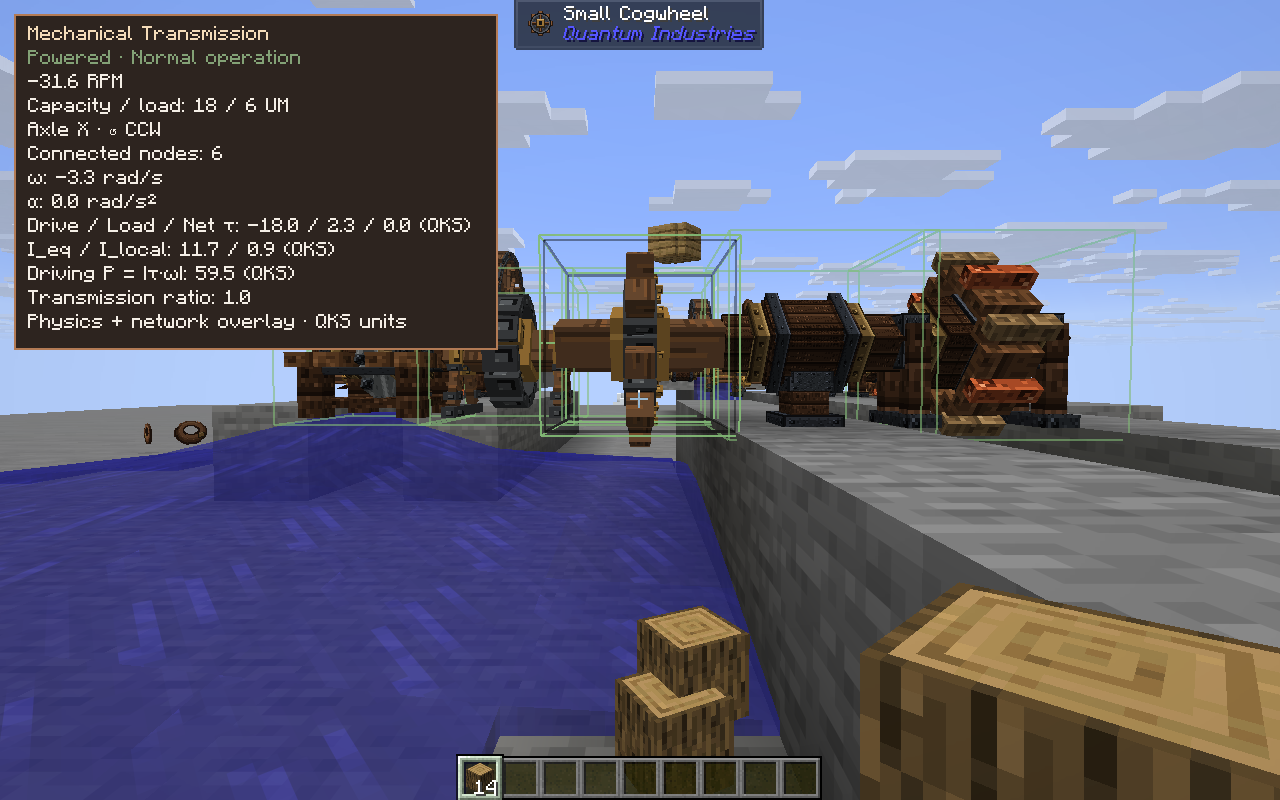 Mechanical Transmission
Powered · Normal operation
-31.6 RPM
Capacity / load: 18 / 6 UM
Axle X · ↺ CCW
Connected nodes: 6
ω: -3.3 rad/s
α: 0.0 rad/s²
Drive / Load / Net τ: -18.0 / 2.3 / 0.0 (QKS)
I_eq / I_local: 11.7 / 0.9 (QKS)
Driving P = |τ·ω|: 59.5 (QKS)
Transmission ratio: 1.0
Physics + network overlay · QKS units
Small Cogwheel
Quantum Industries
14